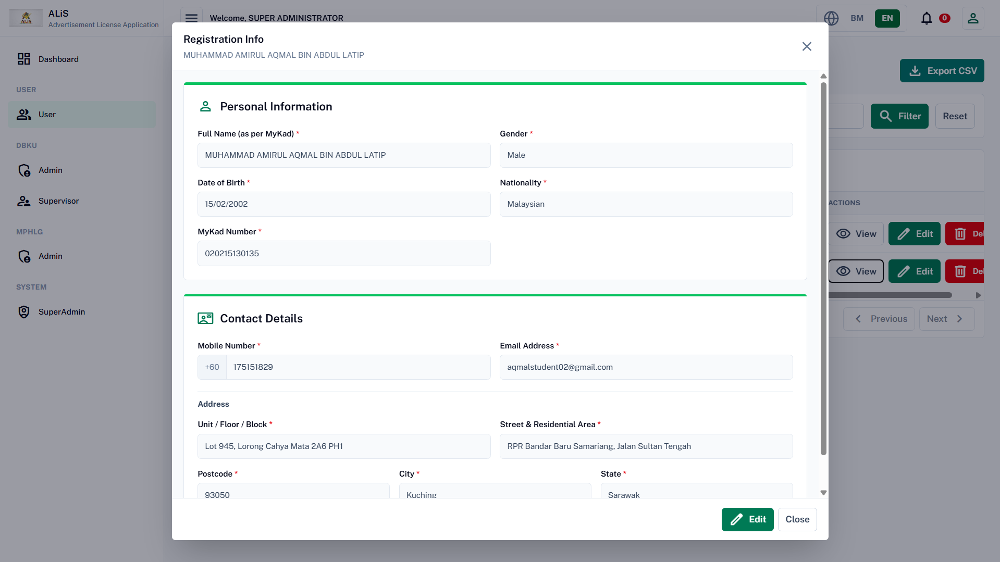 ALiS
Advertisement License Application
Welcome, SUPER ADMINISTRATOR
BM
EN
0
Dashboard
USER
User
DBKU
Admin
Supervisor
MPHLG
Admin
SYSTEM
SuperAdmin
Export CSV
Filter
Reset
ACTIONS
View
Edit
View
Edit
Previous
Next
Registration Info
MUHAMMAD AMIRUL AQMAL BIN ABDUL LATIP
Personal Information
Full Name (as per MyKad) *
MUHAMMAD AMIRUL AQMAL BIN ABDUL LATIP
Gender *
Male
Date of Birth *
15/02/2002
Nationality *
Malaysian
MyKad Number *
020215130135
Contact Details
Mobile Number *
+60 175151829
Email Address *
aqmalstudent02@gmail.com
Address
Unit / Floor / Block *
Lot 945, Lorong Cahya Mata 2A6 PH1
Street & Residential Area *
RPR Bandar Baru Samariang, Jalan Sultan Tengah
Postcode *
93050
City *
Kuching
State *
Sarawak
Edit
Close